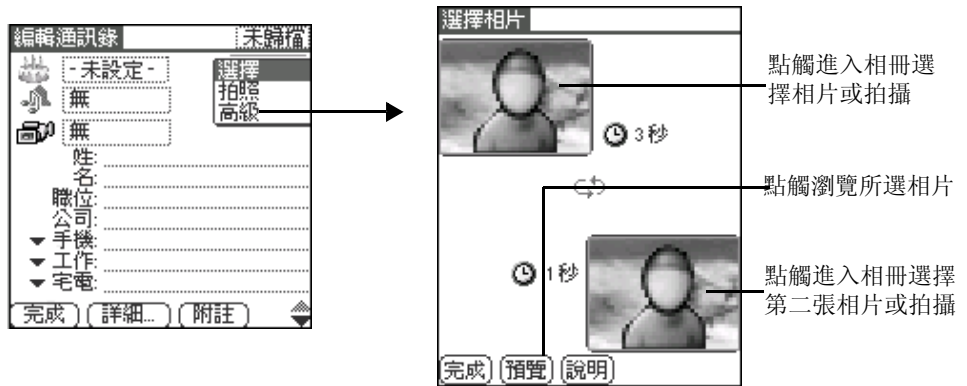 編輯通訊錄 未歸檔
-未設定-
無
無
選擇
拍照
高級
姓:
名:
職位:
公司:
手機:
工作:
宅電:
完成 詳細... 附註
選擇相片
3秒
1秒
完成 預覽 說明
點觸進入相冊選
擇相片或拍攝
點觸瀏覽所選相片
點觸進入相冊選擇
第二張相片或拍攝